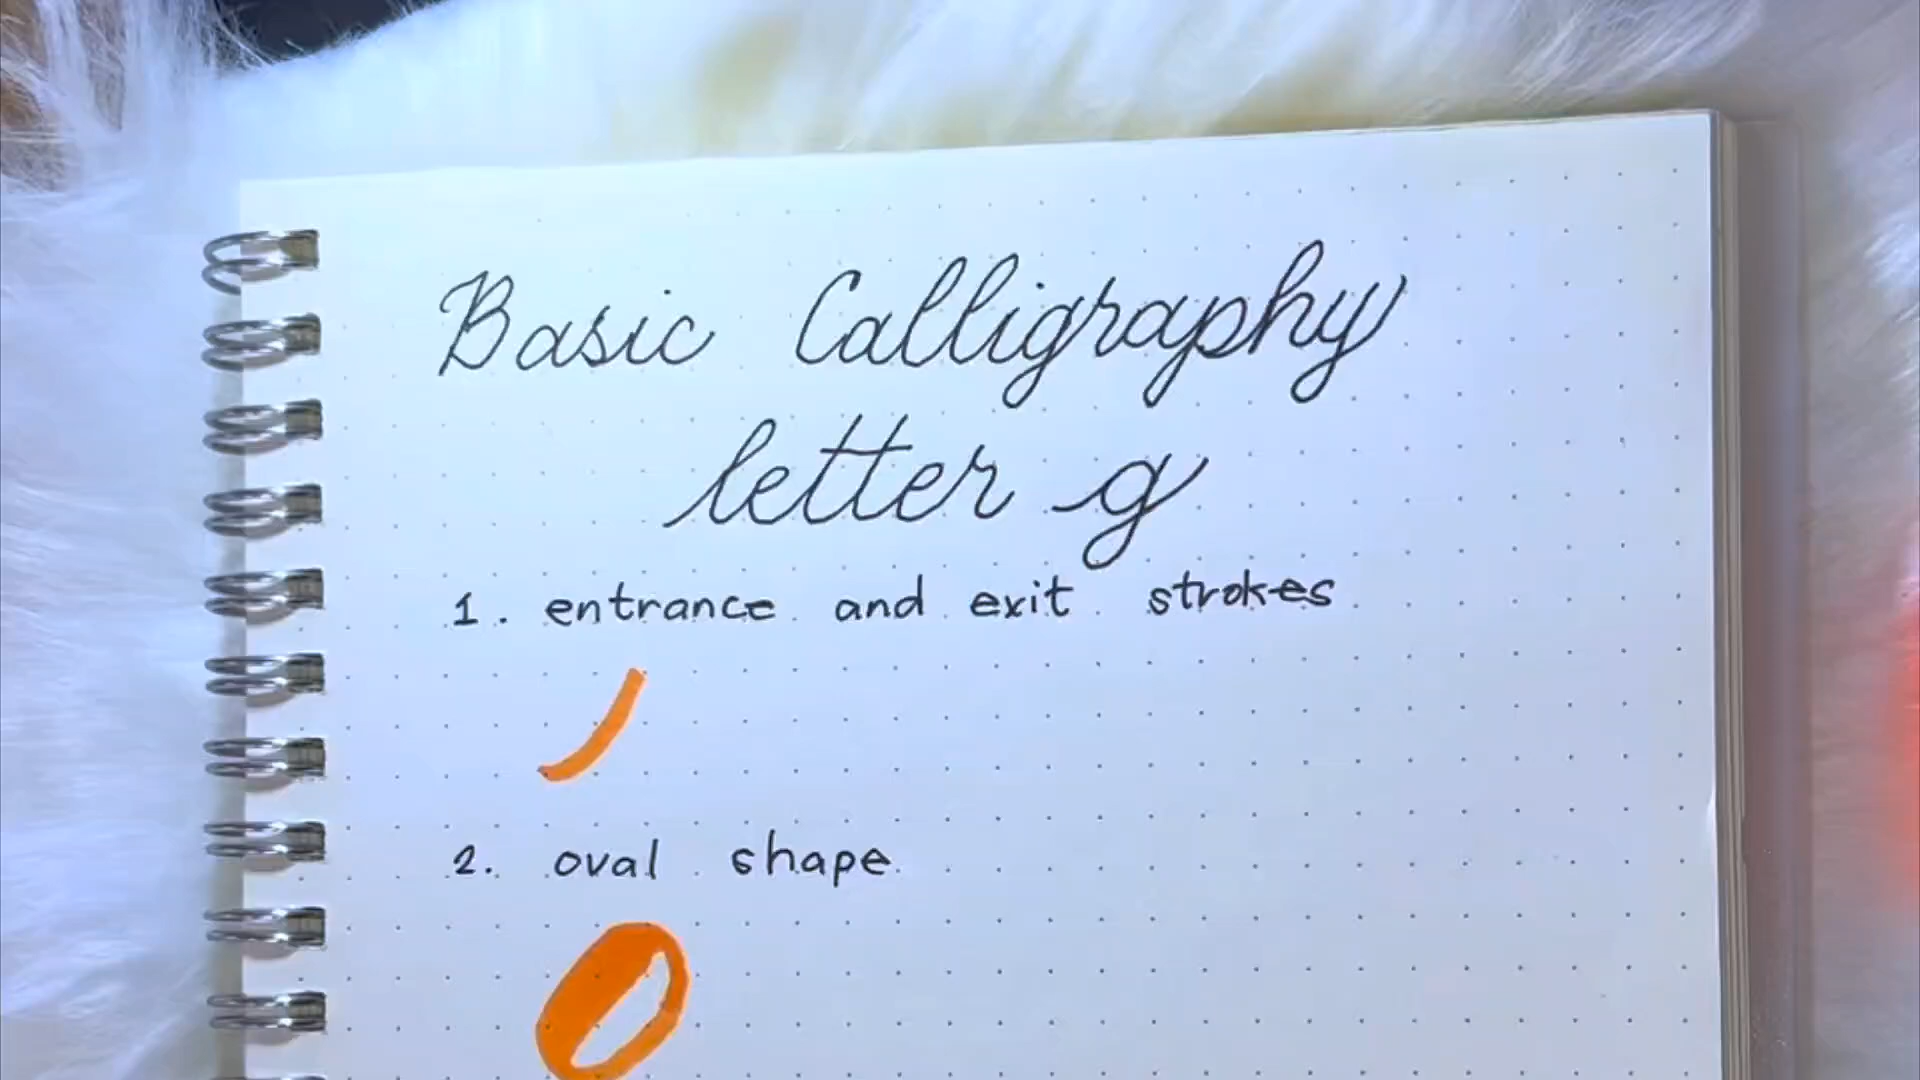 Basic Calligraphy
letter g
1. entrance and exit strokes
2. oval shape